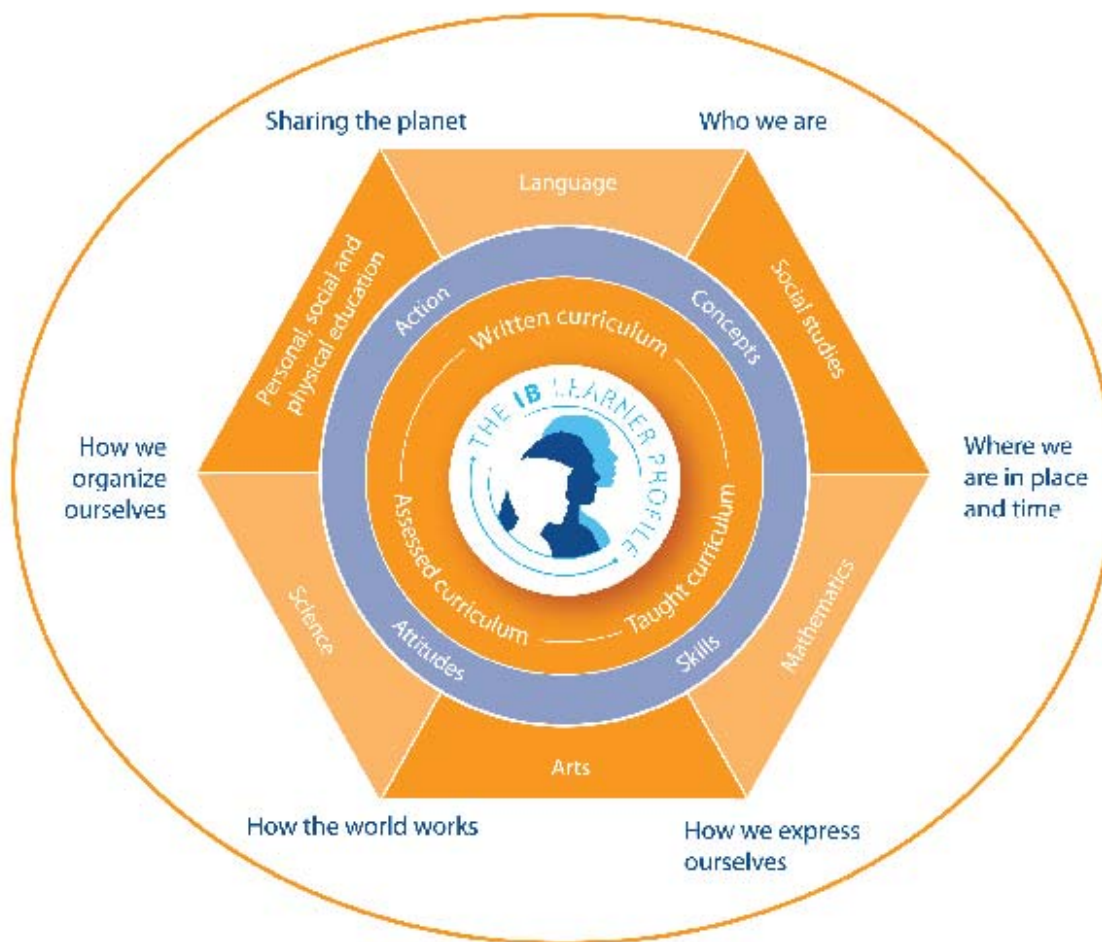 Sharing the planet
Who we are
Language
Personal, social and
physical education
Social studies
Action
Concepts
Written curriculum
THE IB LEARNER PROFILE
How we
organize
ourselves
Where we
are in place
and time
Assessed curriculum
Taught curriculum
Science
Attitudes
Skills
Mathematics
Arts
How the world works
How we express
ourselves